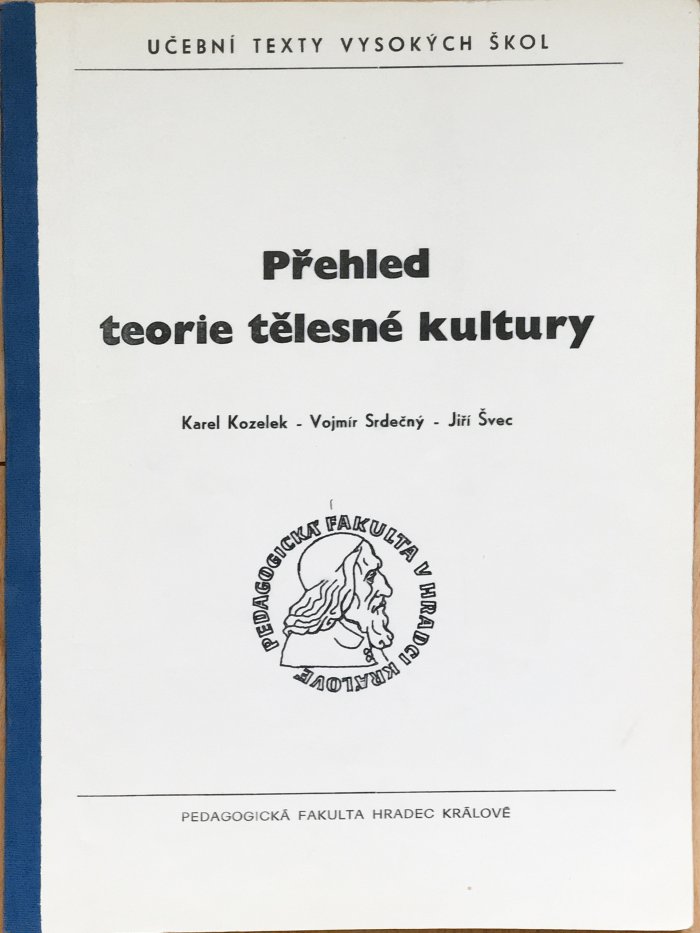 UČEBNÍ TEXTY VYSOKÝCH ŠKOL
Přehled
teorie tělesné kultury
Karel Kozelek - Vojmír Srdečný - Jiří Švec
PEDAGOGICKÁ FAKULTA V HRADCI KRÁLOVÉ
PEDAGOGICKÁ FAKULTA HRADEC KRÁLOVÉ